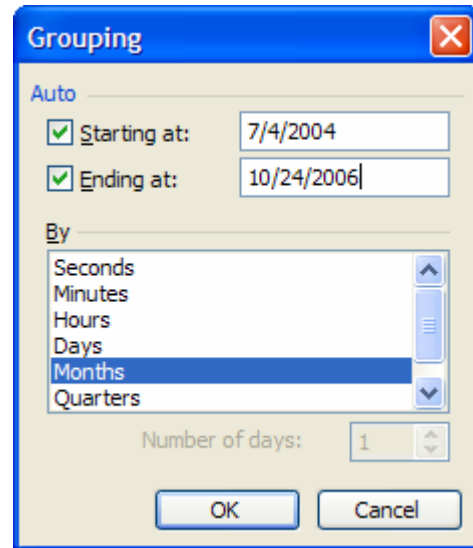 Grouping
Auto
Starting at: 7/4/2004
Ending at: 10/24/2006
By
Seconds
Minutes
Hours
Days
Months
Quarters
Number of days: 1
OK Cancel